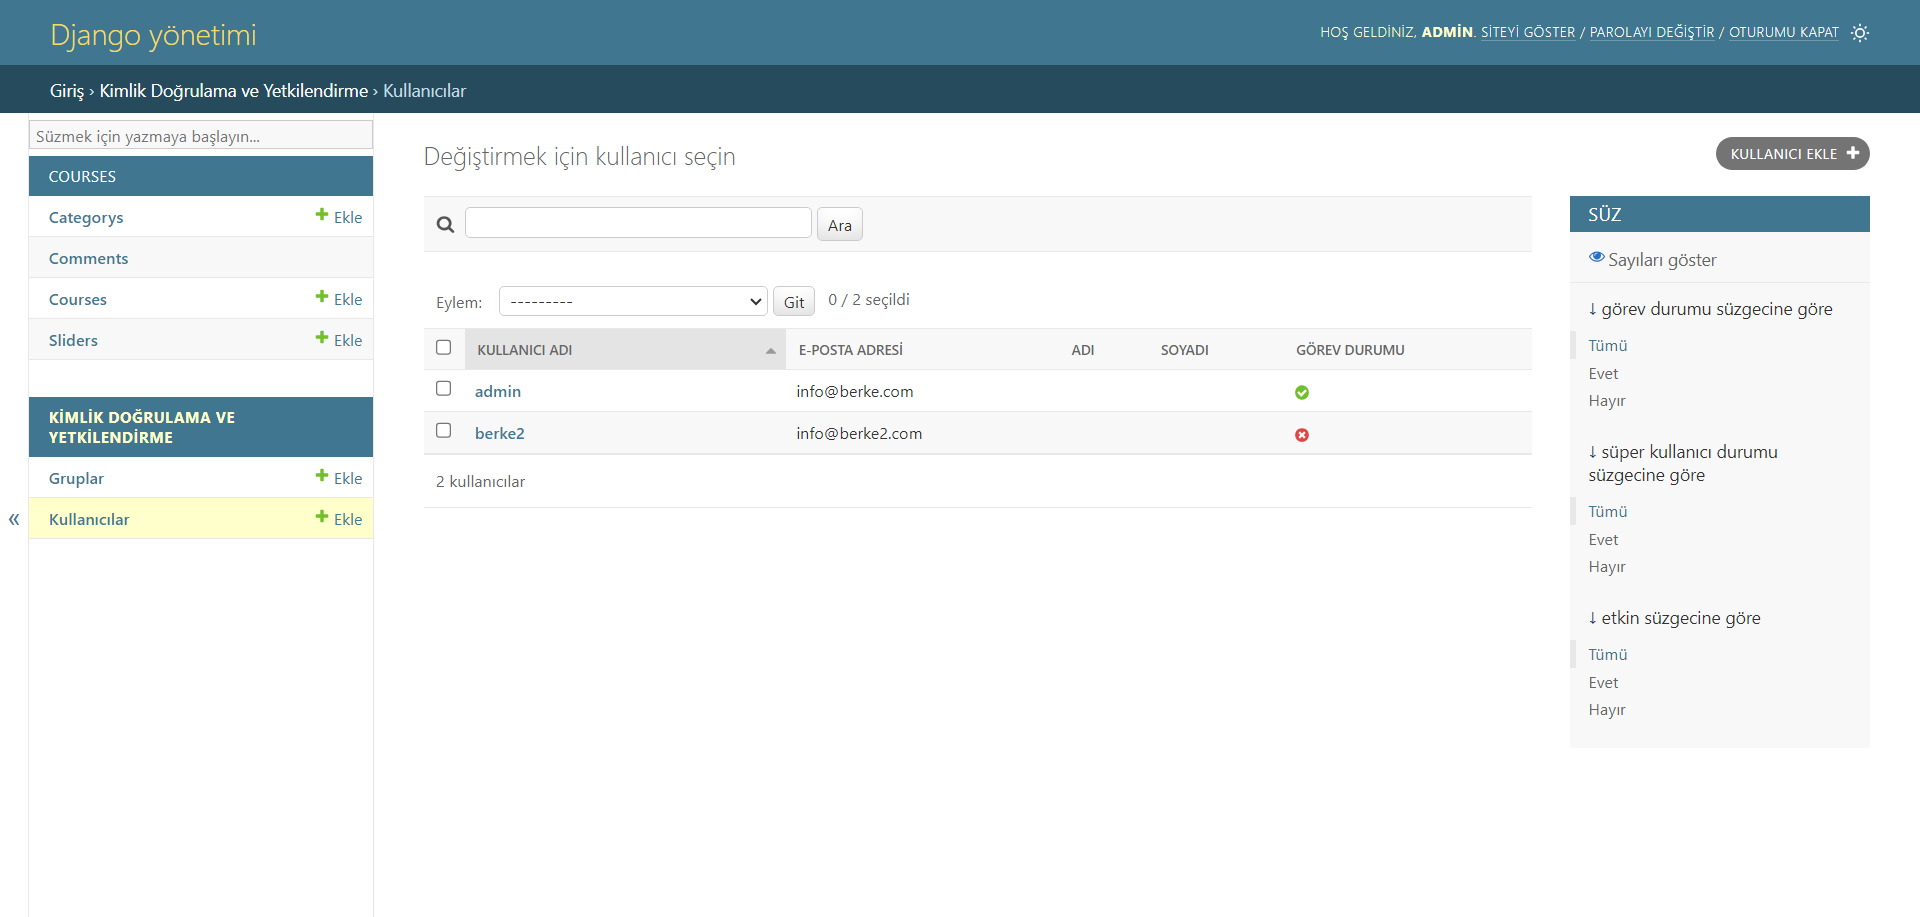 Django yönetimi
HOŞ GELDİNİZ, ADMİN. SİTEYİ GÖSTER / PAROLAYI DEĞİŞTİR / OTURUMU KAPAT
Giriş › Kimlik Doğrulama ve Yetkilendirme › Kullanıcılar
Süzmek için yazmaya başlayın...
COURSES
Categorys Ekle
Comments
Courses Ekle
Sliders Ekle
KİMLİK DOĞRULAMA VE
YETKİLENDİRME
Gruplar Ekle
Kullanıcılar Ekle
«
Değiştirmek için kullanıcı seçin
KULLANICI EKLE
Ara
Eylem: --------- Git 0 / 2 seçildi
KULLANICI ADI E-POSTA ADRESİ ADI SOYADI GÖREV DURUMU
admin info@berke.com
berke2 info@berke2.com
2 kullanıcılar
SÜZ
Sayıları göster
↓ görev durumu süzgecine göre
Tümü
Evet
Hayır
↓ süper kullanıcı durumu
süzgecine göre
Tümü
Evet
Hayır
↓ etkin süzgecine göre
Tümü
Evet
Hayır